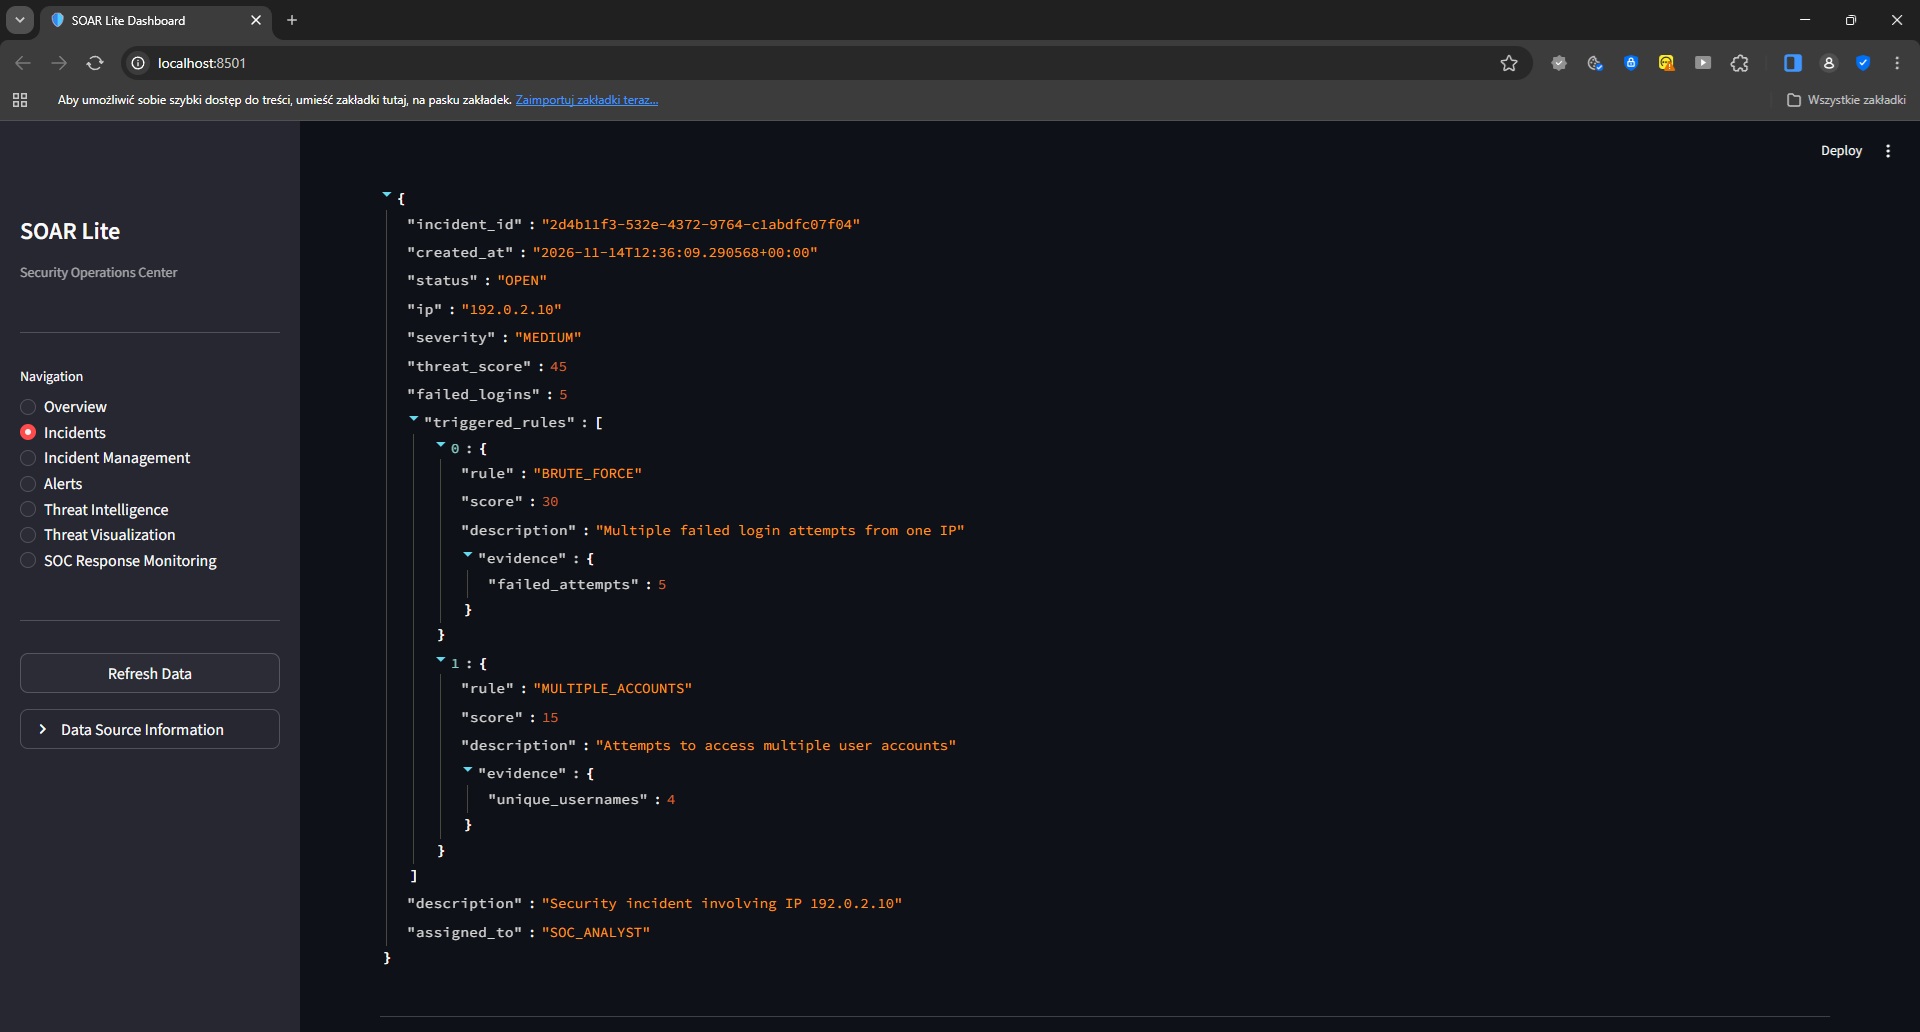 SOAR Lite Dashboard
localhost:8501
Aby umożliwić sobie szybki dostęp do treści, umieść zakładki tutaj, na pasku zakładek. Zaimportuj zakładki teraz...
Wszystkie zakładki
Deploy
SOAR Lite
Security Operations Center
Navigation
Overview
Incidents
Incident Management
Alerts
Threat Intelligence
Threat Visualization
SOC Response Monitoring
Refresh Data
Data Source Information
{
"incident_id" : "2d4b11f3-532e-4372-9764-c1abdfc07f04"
"created_at" : "2026-11-14T12:36:09.290568+00:00"
"status" : "OPEN"
"ip" : "192.0.2.10"
"severity" : "MEDIUM"
"threat_score" : 45
"failed_logins" : 5
"triggered_rules" : [
0 : {
"rule" : "BRUTE_FORCE"
"score" : 30
"description" : "Multiple failed login attempts from one IP"
"evidence" : {
"failed_attempts" : 5
}
}
1 : {
"rule" : "MULTIPLE_ACCOUNTS"
"score" : 15
"description" : "Attempts to access multiple user accounts"
"evidence" : {
"unique_usernames" : 4
}
}
]
"description" : "Security incident involving IP 192.0.2.10"
"assigned_to" : "SOC_ANALYST"
}